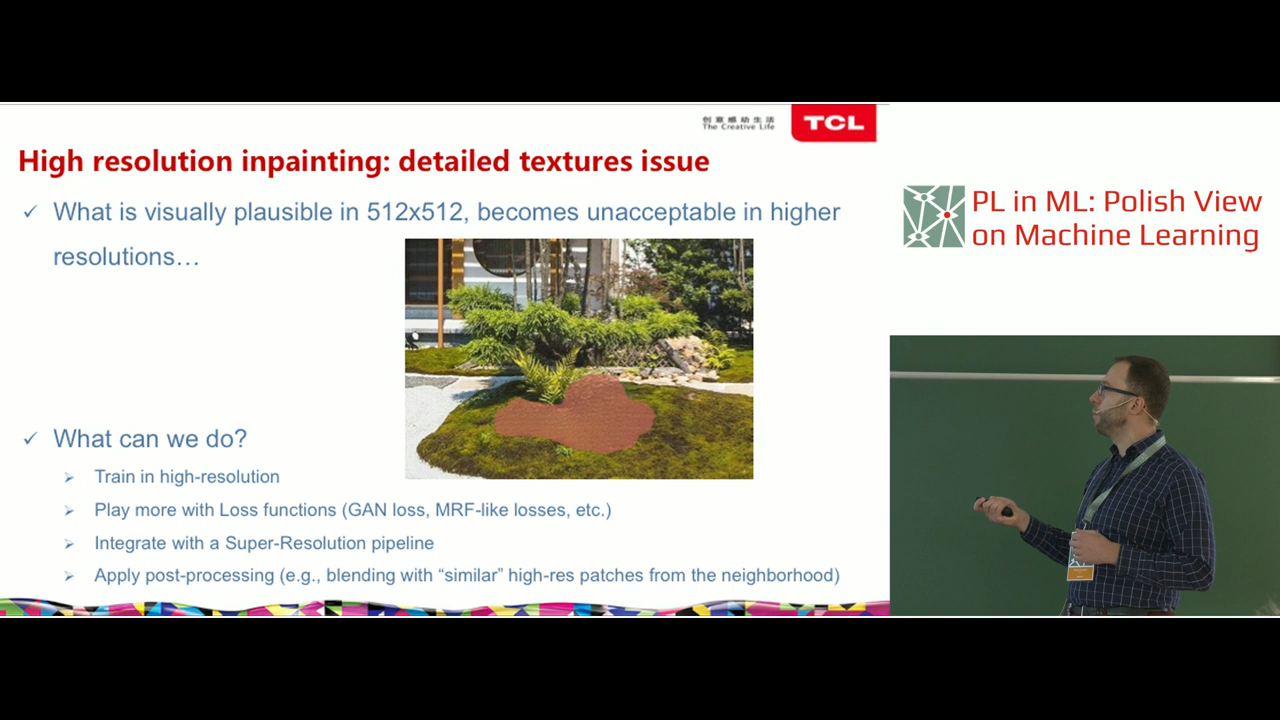 创意感动生活
The Creative Life
TCL
High resolution inpainting: detailed textures issue
✓ What is visually plausible in 512x512, becomes unacceptable in higher
resolutions…
✓ What can we do?
➢ Train in high-resolution
➢ Play more with Loss functions (GAN loss, MRF-like losses, etc.)
➢ Integrate with a Super-Resolution pipeline
➢ Apply post-processing (e.g., blending with “similar” high-res patches from the neighborhood)
PL in ML: Polish View
on Machine Learning